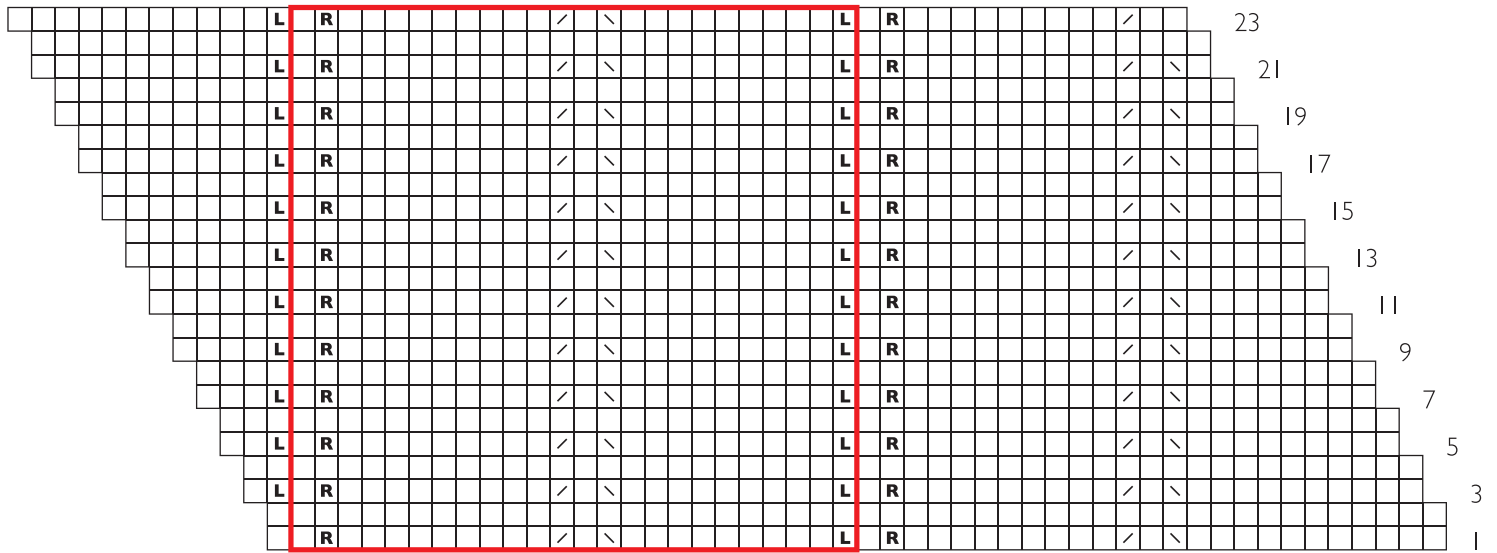 L R L R 23
L R L R 21
L R L R 19
L R L R 17
L R L R 15
L R L R 13
L R L R 11
L R L R 9
L R L R 7
L R L R 5
L R L R 3
R L R 1